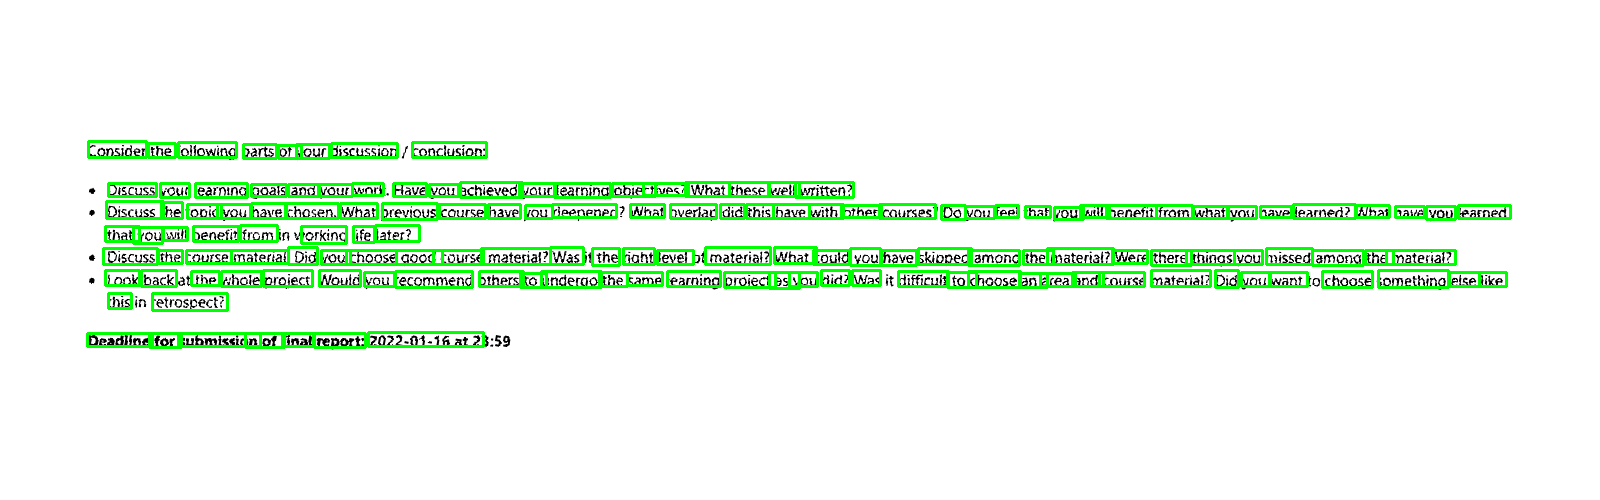 Consider the following parts of your discussion / conclusion:
• Discuss your learning goals and your work. Have you achieved your learning objectives? What these well written?
• Discuss the topic you have chosen. What previous course have you deepened? What overlap did this have with other courses? Do you feel that you will benefit from what you have learned? What have you learned
that you will benefit from in working life later?
• Discuss the course material. Did you choose good course material? Was it the right level of material? What could you have skipped among the material? Were there things you missed among the material?
• Look back at the whole project. Would you recommend others to undergo the same learning project as you did? Was it difficult to choose an area and course material? Did you want to choose something else like
this in retrospect?
Deadline for submission of final report: 2022-01-16 at 23:59